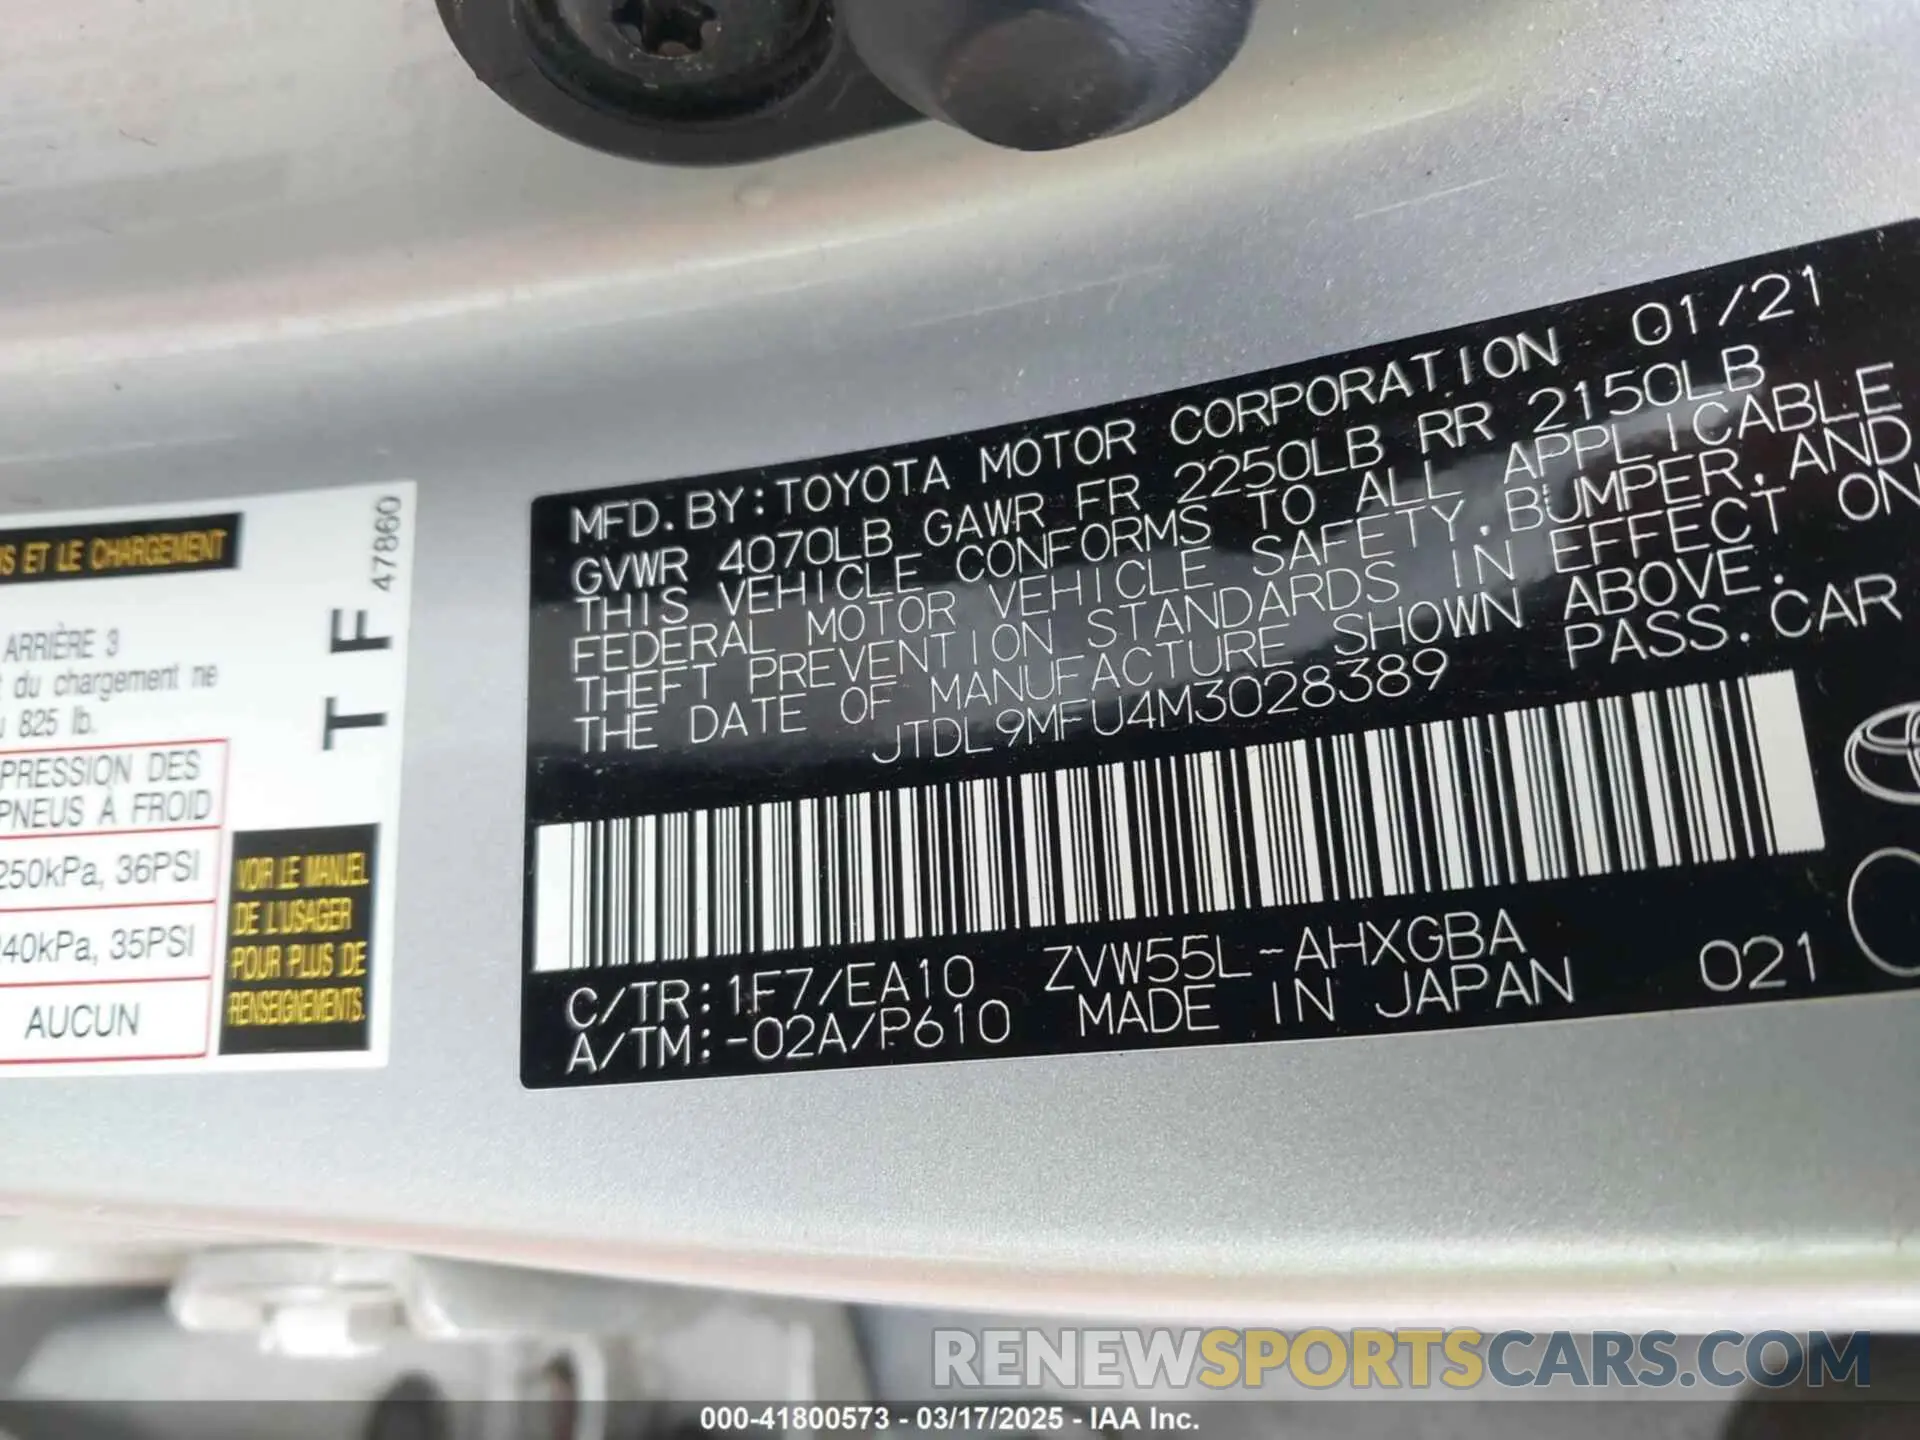 MFD. BY: TOYOTA MOTOR CORPORATION 01/21
GVWR 4070LB GAWR FR 2250LB RR 2150LB
THIS VEHICLE CONFORMS TO ALL APPLICABLE
FEDERAL MOTOR VEHICLE SAFETY, BUMPER, AND
THEFT PREVENTION STANDARDS IN EFFECT ON
THE DATE OF MANUFACTURE SHOWN ABOVE.
JTDL9MFU4M3028389 PASS. CAR
C/TR: 1F7/EA10 ZVW55L-AHXGBA
A/TM: -02A/P610 MADE IN JAPAN 021
ET LE CHARGEMENT
ARRIÈRE 3
du chargement ne
825 lb.
PRESSION DES
PNEUS À FROID
250kPa, 36PSI
240kPa, 35PSI
AUCUN
VOIR LE MANUEL
DE L'USAGER
POUR PLUS DE
RENSEIGNEMENTS.
T F 47860
RENEWSPORTSCARS.COM
000-41800573 - 03/17/2025 - IAA Inc.